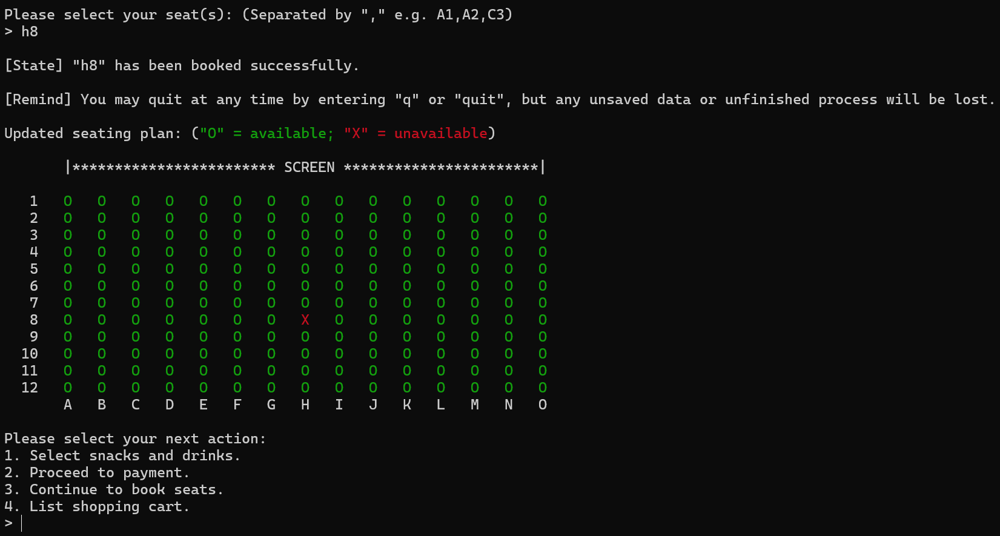 Please select your seat(s): (Separated by "," e.g. A1,A2,C3)
> h8
[State] "h8" has been booked successfully.
[Remind] You may quit at any time by entering "q" or "quit", but any unsaved data or unfinished process will be lost.
Updated seating plan: ("O" = available; "X" = unavailable)
|************************ SCREEN ***********************|
1 O O O O O O O O O O O O O O O
2 O O O O O O O O O O O O O O O
3 O O O O O O O O O O O O O O O
4 O O O O O O O O O O O O O O O
5 O O O O O O O O O O O O O O O
6 O O O O O O O O O O O O O O O
7 O O O O O O O O O O O O O O O
8 O O O O O O O X O O O O O O O
9 O O O O O O O O O O O O O O O
10 O O O O O O O O O O O O O O O
11 O O O O O O O O O O O O O O O
12 O O O O O O O O O O O O O O O
A B C D E F G H I J K L M N O
Please select your next action:
1. Select snacks and drinks.
2. Proceed to payment.
3. Continue to book seats.
4. List shopping cart.
>